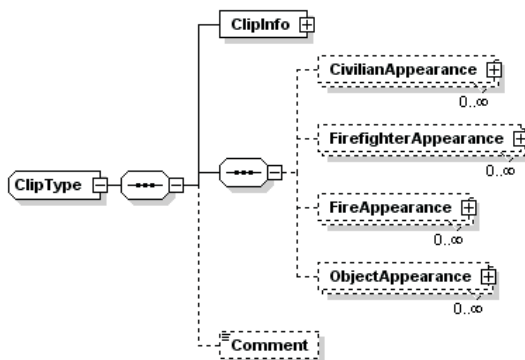 ClipInfo
CivilianAppearance
0..∞
FirefighterAppearance
0..∞
ClipType
FireAppearance
0..∞
ObjectAppearance
0..∞
Comment